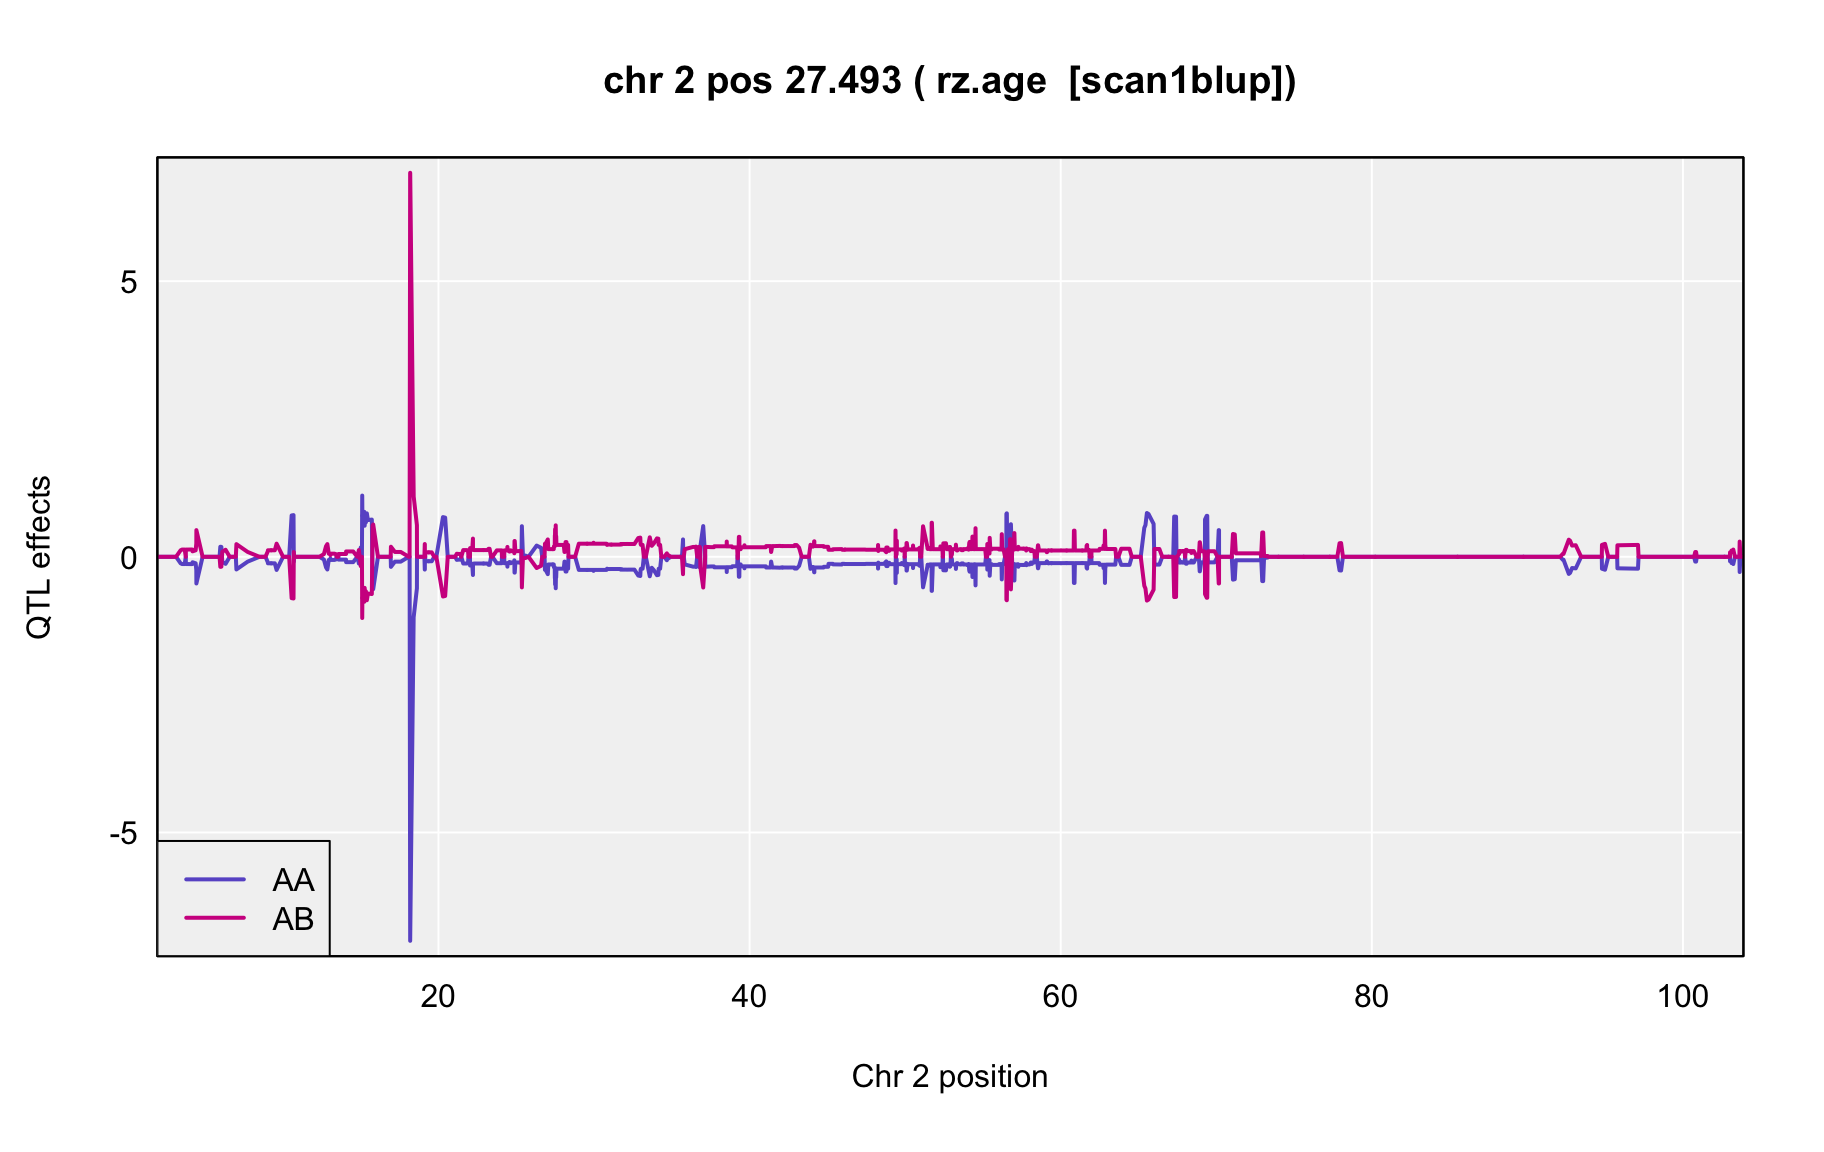 chr 2 pos 27.493 ( rz.age  [scan1blup])
QTL effects
5
0
-5
AA
AB
20 40 60 80 100
Chr 2 position